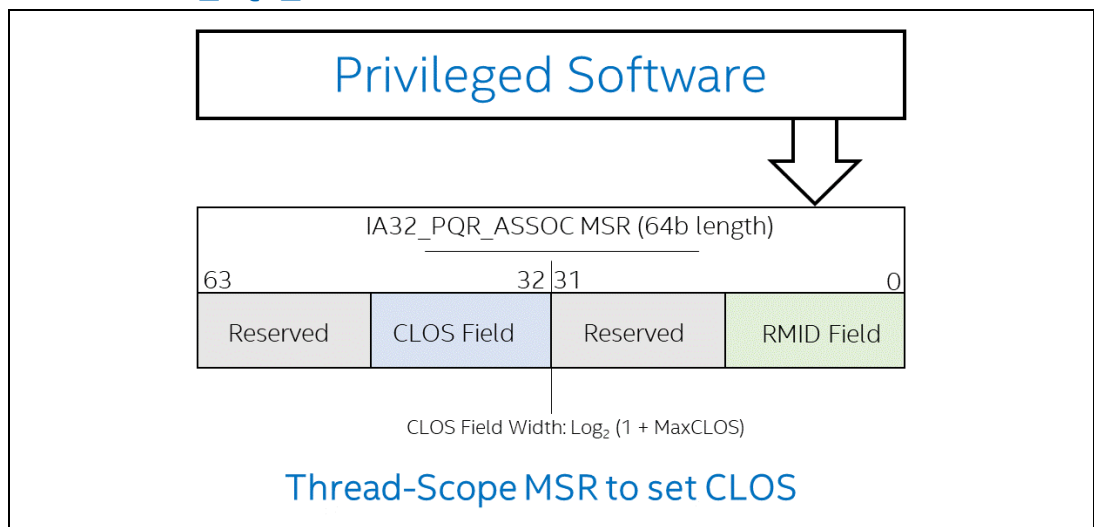 Privileged Software
IA32_PQR_ASSOC MSR (64b length)
63 32 31 0
Reserved CLOS Field Reserved RMID Field
CLOS Field Width: Log₂ (1 + MaxCLOS)
Thread-Scope MSR to set CLOS